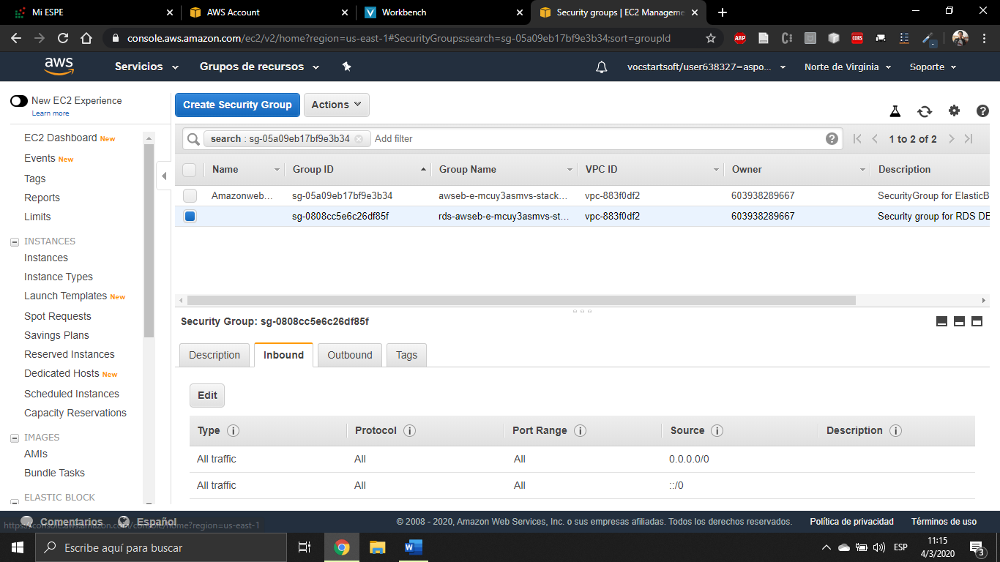 Mi ESPE
AWS Account
Workbench
Security groups | EC2 Manageme
console.aws.amazon.com/ec2/v2/home?region=us-east-1#SecurityGroups:search=sg-05a09eb17bf9e3b34;sort=groupId
ABP
CORS
aws
Servicios
Grupos de recursos
vocstartsoft/user638327=aspo...
Norte de Virginia
Soporte
New EC2 Experience
Learn more
EC2 Dashboard New
Events New
Tags
Reports
Limits
INSTANCES
Instances
Instance Types
Launch Templates New
Spot Requests
Savings Plans
Reserved Instances
Dedicated Hosts New
Scheduled Instances
Capacity Reservations
IMAGES
AMIs
Bundle Tasks
ELASTIC BLOCK
Create Security Group
Actions
search : sg-05a09eb17bf9e3b34
Add filter
1 to 2 of 2
Name Group ID Group Name VPC ID Owner Description
Amazonweb... sg-05a09eb17bf9e3b34 awseb-e-mcuy3asmvs-stack... vpc-883f0df2 603938289667 SecurityGroup for ElasticB
sg-0808cc5e6c26df85f rds-awseb-e-mcuy3asmvs-st... vpc-883f0df2 603938289667 Security group for RDS DE
Security Group: sg-0808cc5e6c26df85f
Description Inbound Outbound Tags
Edit
Type Protocol Port Range Source Description
All traffic All All 0.0.0.0/0
All traffic All All ::/0
Comentarios
Español
https://console.aws.amazon.com/console/home?region=us-east-1
© 2008 - 2020, Amazon Web Services, Inc. o sus empresas afiliadas. Todos los derechos reservados.
Política de privacidad
Términos de uso
Escribe aquí para buscar
ESP
11:15
4/3/2020
3